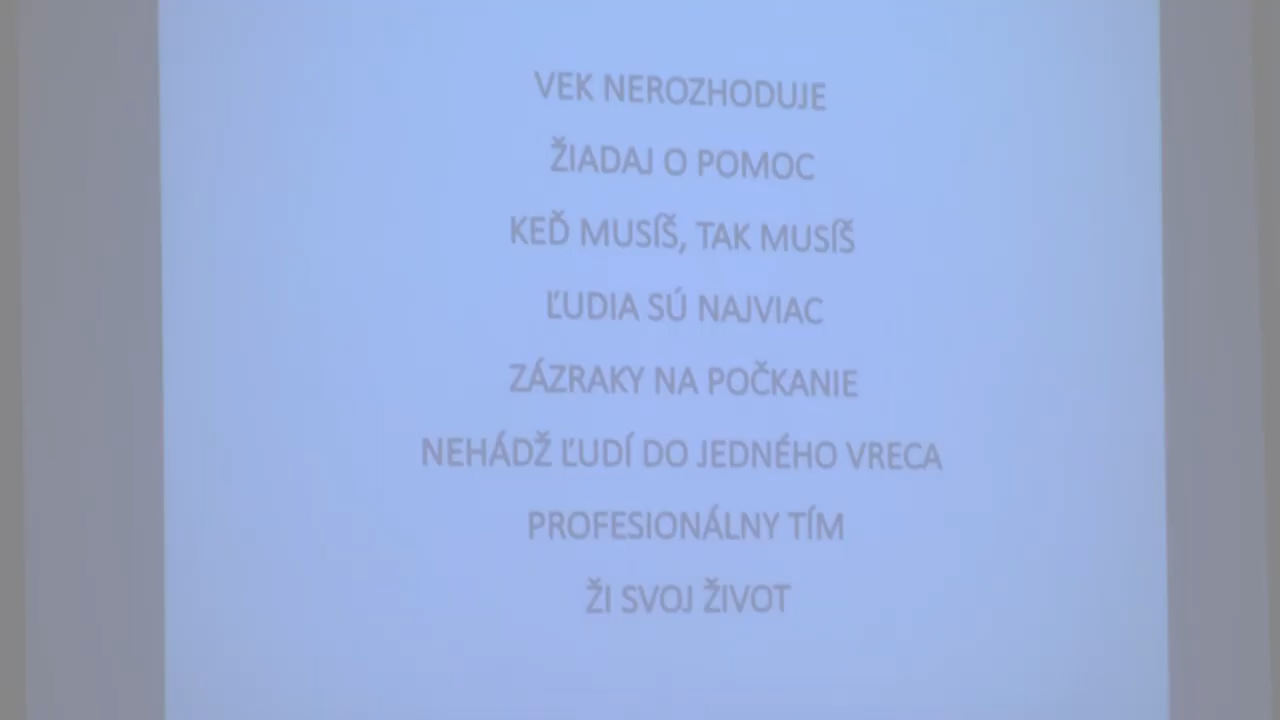 VEK NEROZHODUJE
ŽIADAJ O POMOC
KEĎ MUSÍŠ, TAK MUSÍŠ
ĽUDIA SÚ NAJVIAC
ZÁZRAKY NA POČKANIE
NEHÁDŽ ĽUDÍ DO JEDNÉHO VRECA
PROFESIONÁLNY TÍM
ŽI SVOJ ŽIVOT